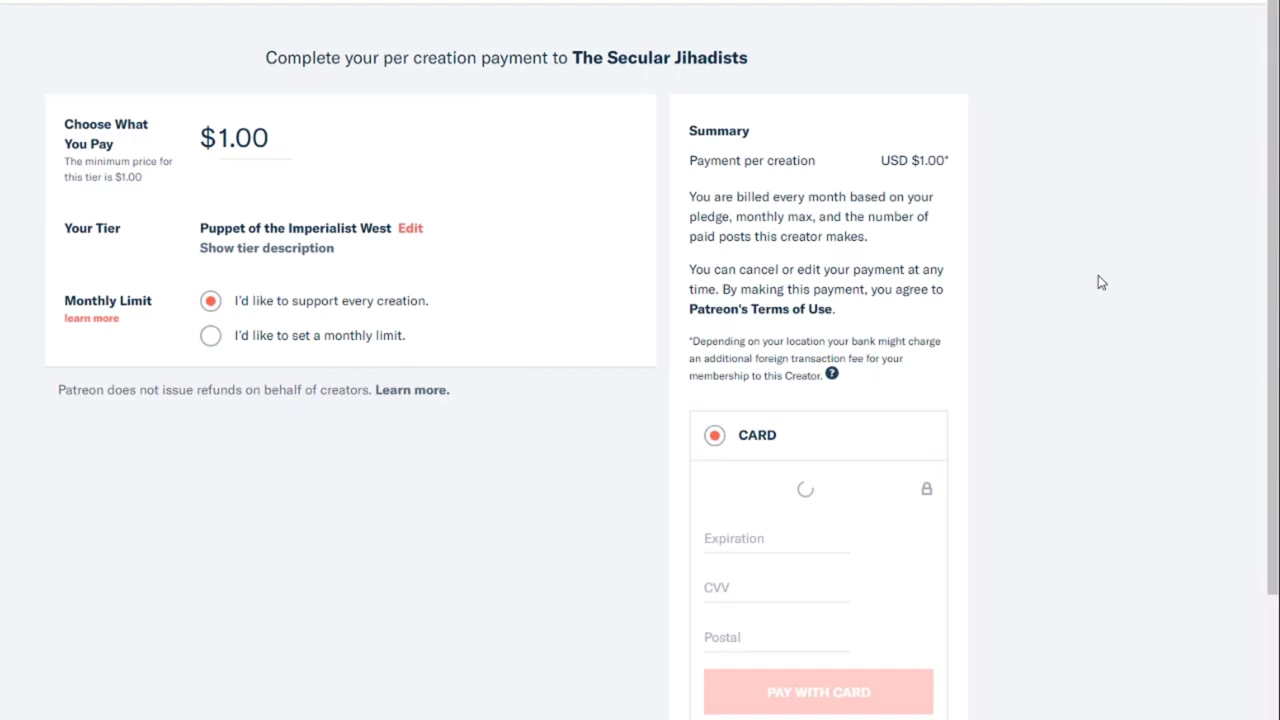 Complete your per creation payment to The Secular Jihadists
Choose What
You Pay
The minimum price for
this tier is $1.00
$1.00
Your Tier
Puppet of the Imperialist West Edit
Show tier description
Monthly Limit
learn more
I'd like to support every creation.
I'd like to set a monthly limit.
Patreon does not issue refunds on behalf of creators. Learn more.
Summary
Payment per creation USD $1.00*
You are billed every month based on your
pledge, monthly max, and the number of
paid posts this creator makes.
You can cancel or edit your payment at any
time. By making this payment, you agree to
Patreon's Terms of Use.
*Depending on your location your bank might charge
an additional foreign transaction fee for your
membership to this Creator. ?
CARD
Expiration
CVV
Postal
PAY WITH CARD